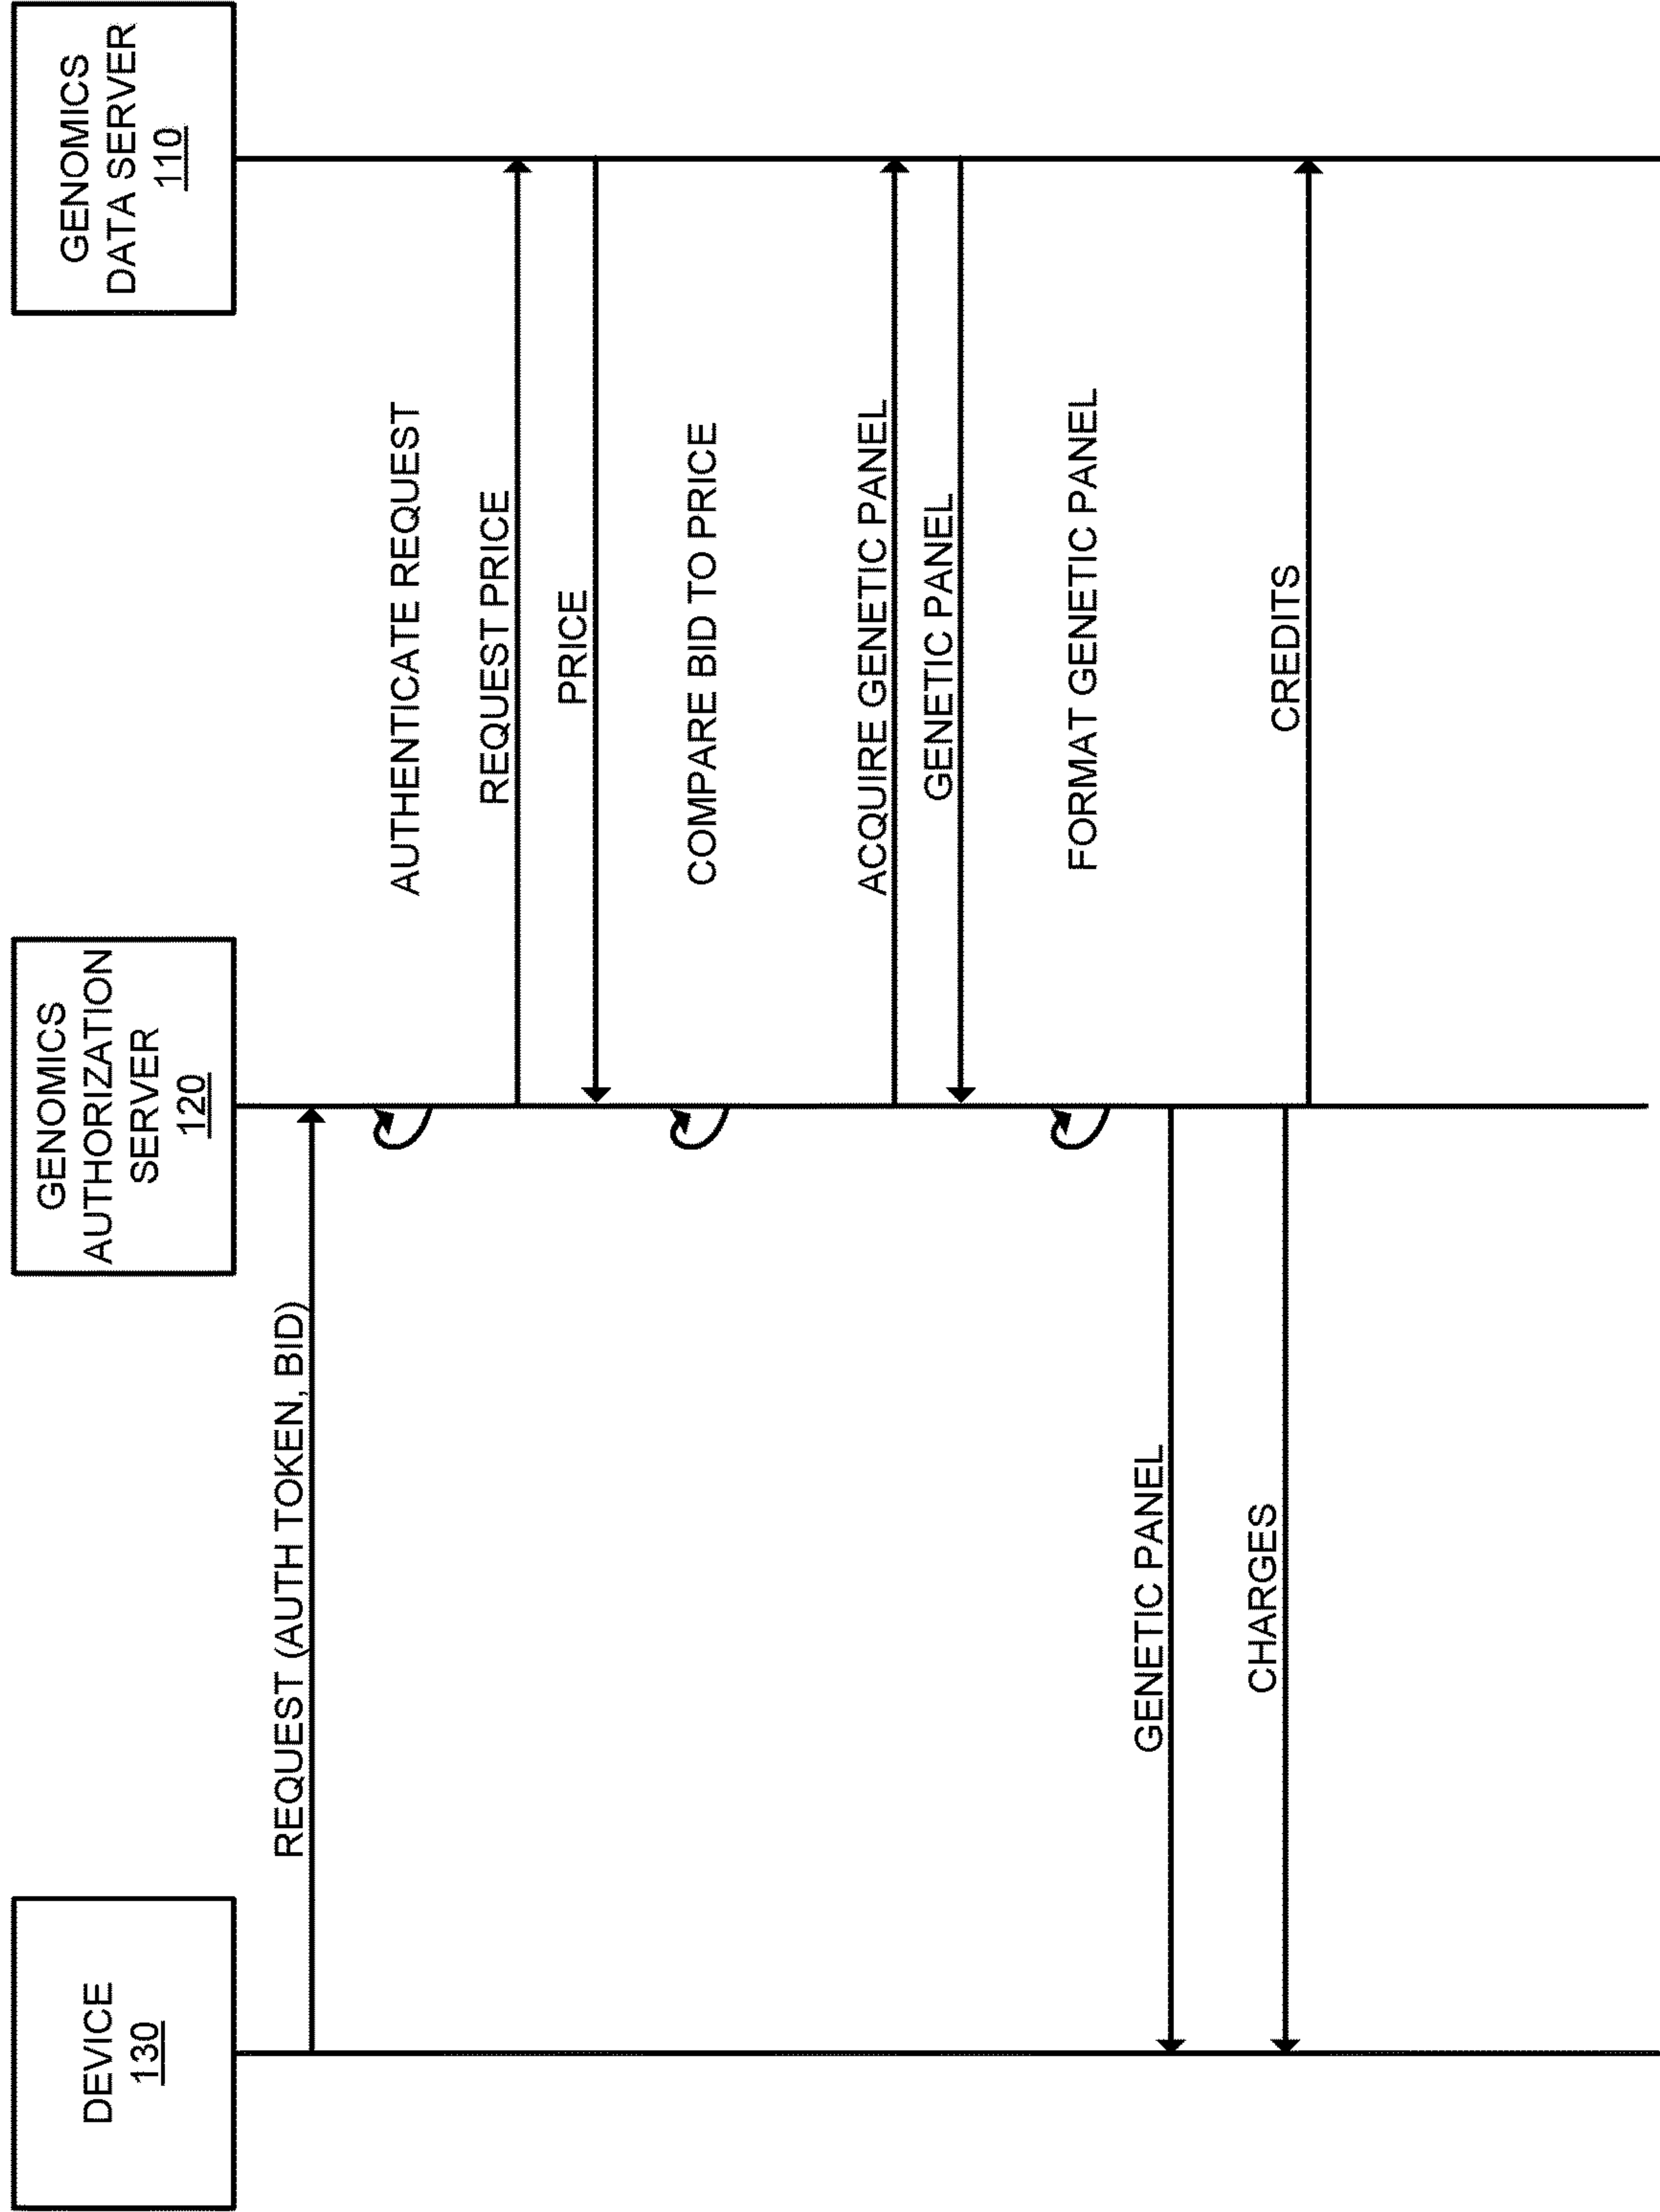 DEVICE
130
GENOMICS
AUTHORIZATION
SERVER
120
GENOMICS
DATA SERVER
110
REQUEST (AUTH TOKEN, BID)
AUTHENTICATE REQUEST
REQUEST PRICE
PRICE
COMPARE BID TO PRICE
ACQUIRE GENETIC PANEL
GENETIC PANEL
FORMAT GENETIC PANEL
GENETIC PANEL
CHARGES
CREDITS